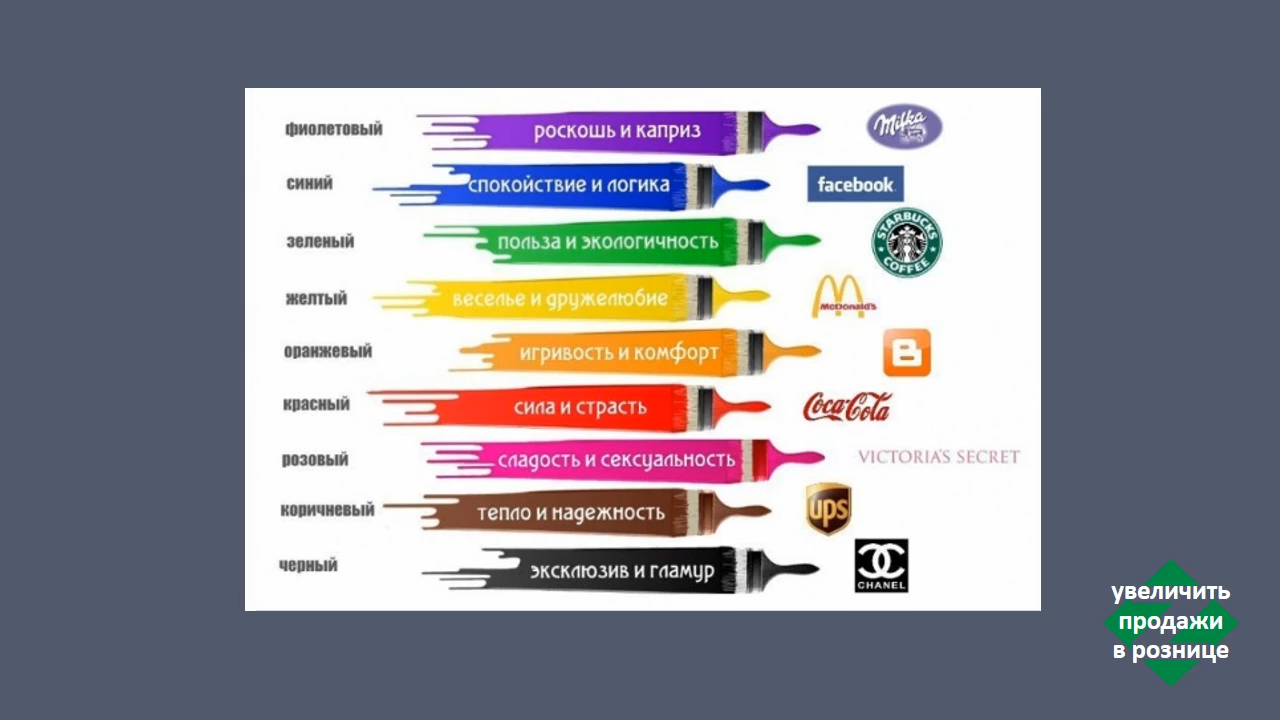 фиолетовый роскошь и каприз Milka
синий спокойствие и логика facebook
зеленый польза и экологичность STARBUCKS COFFEE
желтый веселье и дружелюбие McDonald's
оранжевый игривость и комфорт B
красный сила и страсть Coca-Cola
розовый сладость и сексуальность VICTORIA'S SECRET
коричневый тепло и надежность ups
черный эксклюзив и гламур CHANEL
увеличить
продажи
в рознице